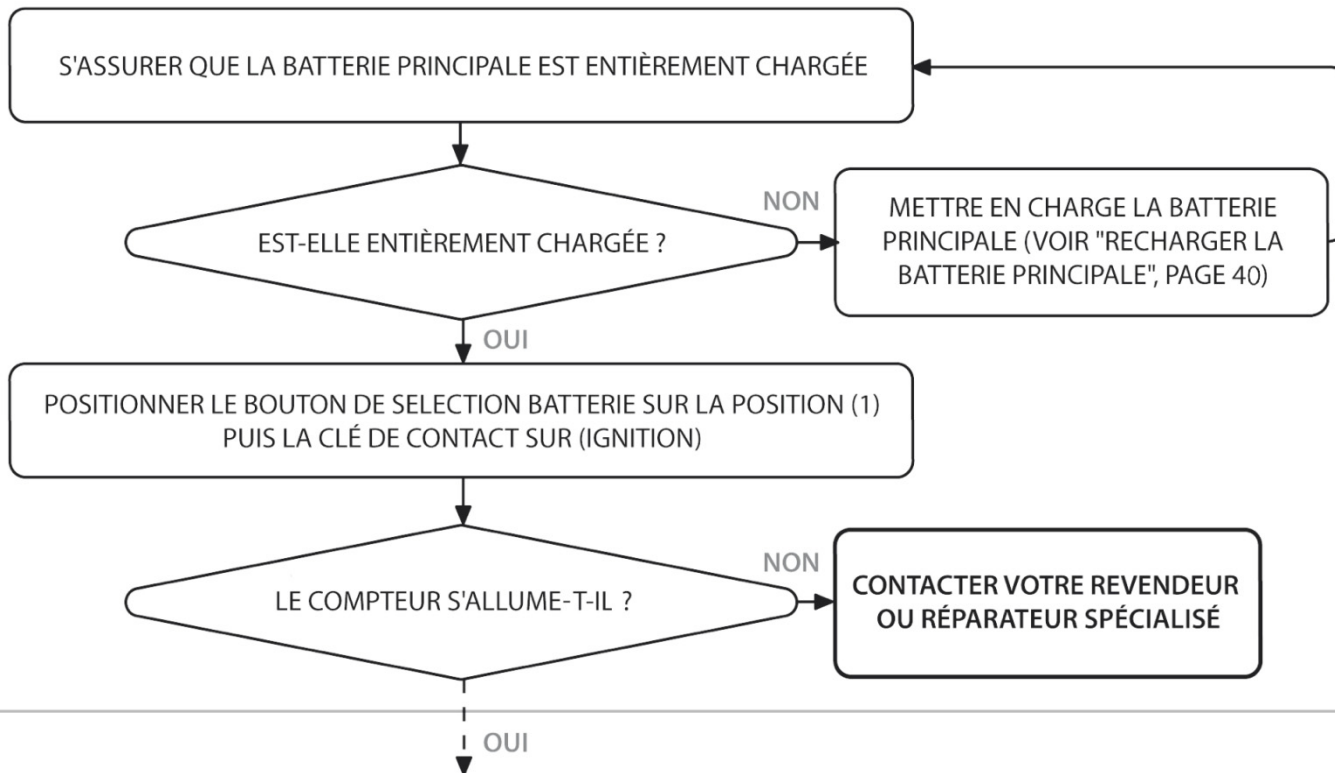 S'ASSURER QUE LA BATTERIE PRINCIPALE EST ENTIÈREMENT CHARGÉE
EST-ELLE ENTIÈREMENT CHARGÉE ?
NON
METTRE EN CHARGE LA BATTERIE
PRINCIPALE (VOIR "RECHARGER LA
BATTERIE PRINCIPALE", PAGE 40)
OUI
POSITIONNER LE BOUTON DE SELECTION BATTERIE SUR LA POSITION (1)
PUIS LA CLÉ DE CONTACT SUR (IGNITION)
LE COMPTEUR S'ALLUME-T-IL ?
NON
CONTACTER VOTRE REVENDEUR
OU RÉPARATEUR SPÉCIALISÉ
OUI